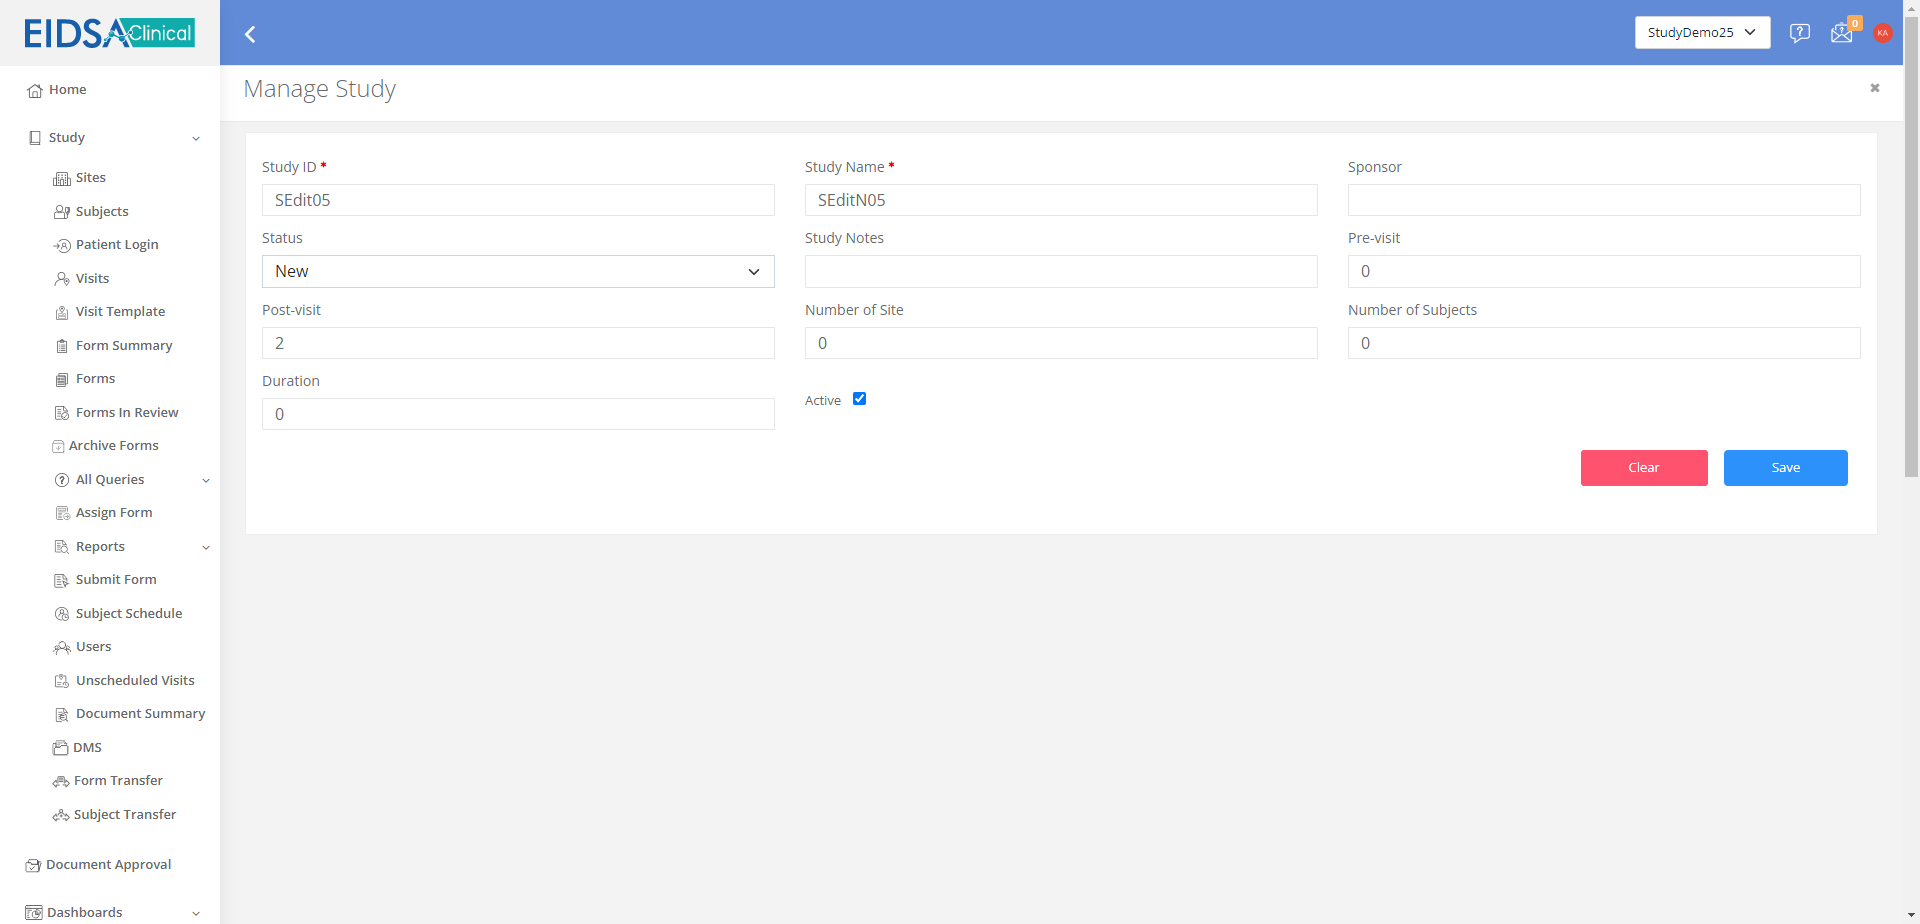 EIDSA Clinical
StudyDemo25
0
KA
Home
Study
Sites
Subjects
Patient Login
Visits
Visit Template
Form Summary
Forms
Forms In Review
Archive Forms
All Queries
Assign Form
Reports
Submit Form
Subject Schedule
Users
Unscheduled Visits
Document Summary
DMS
Form Transfer
Subject Transfer
Document Approval
Dashboards
Manage Study
Study ID *
SEdit05
Study Name *
SEditN05
Sponsor
Status
New
Study Notes
Pre-visit
0
Post-visit
2
Number of Site
0
Number of Subjects
0
Duration
0
Active
Clear
Save